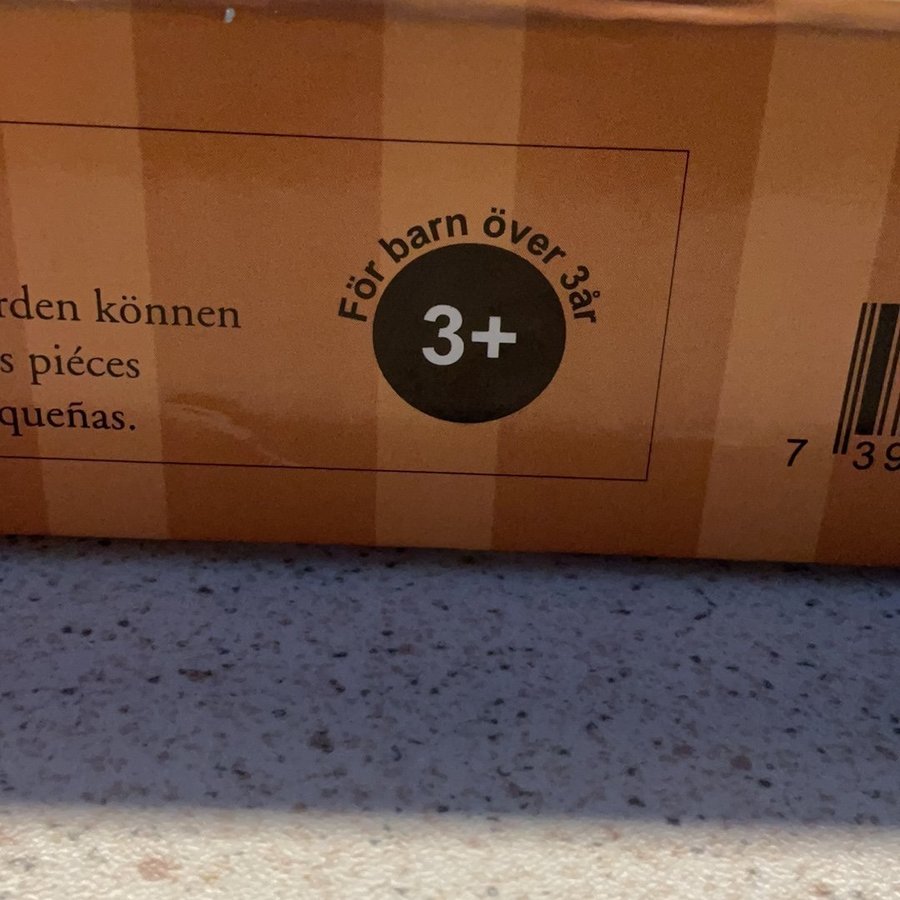 rden können
s piéces
queñas.
För barn över 3år
3+
7 39